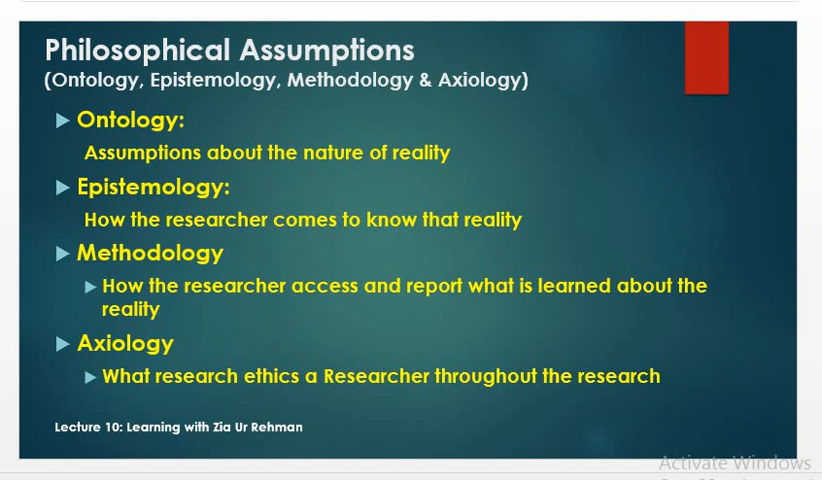 Philosophical Assumptions
(Ontology, Epistemology, Methodology & Axiology)
Ontology:
Assumptions about the nature of reality
Epistemology:
How the researcher comes to know that reality
Methodology
How the researcher access and report what is learned about the
reality
Axiology
What research ethics a Researcher throughout the research
Lecture 10: Learning with Zia Ur Rehman
Activate Windows